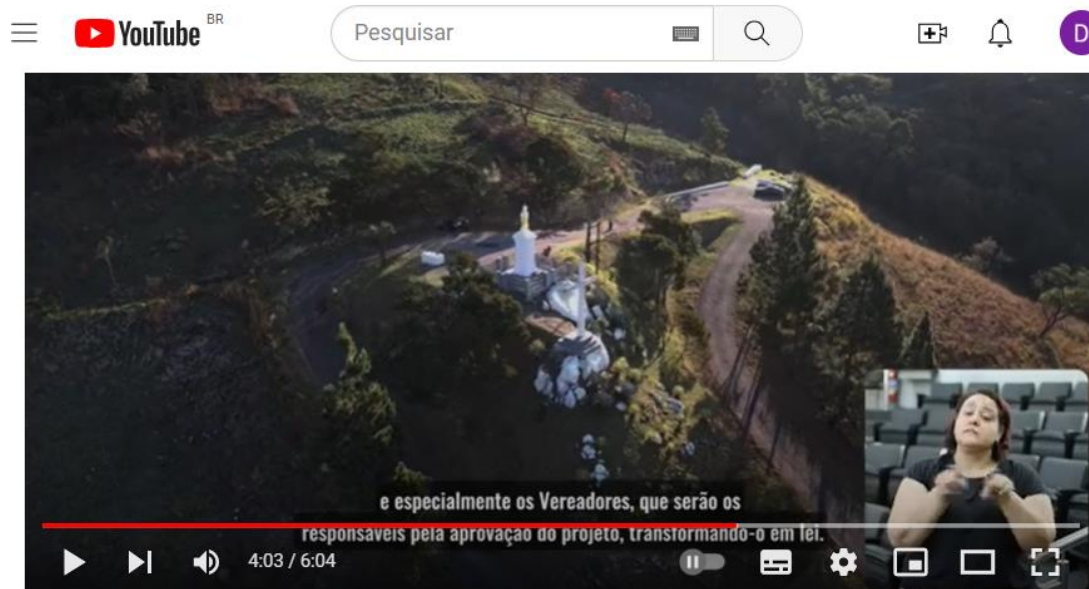 YouTube BR
Pesquisar
D
e especialmente os Vereadores, que serão os
responsáveis pela aprovação do projeto, transformando-o em lei.
4:03 / 6:04